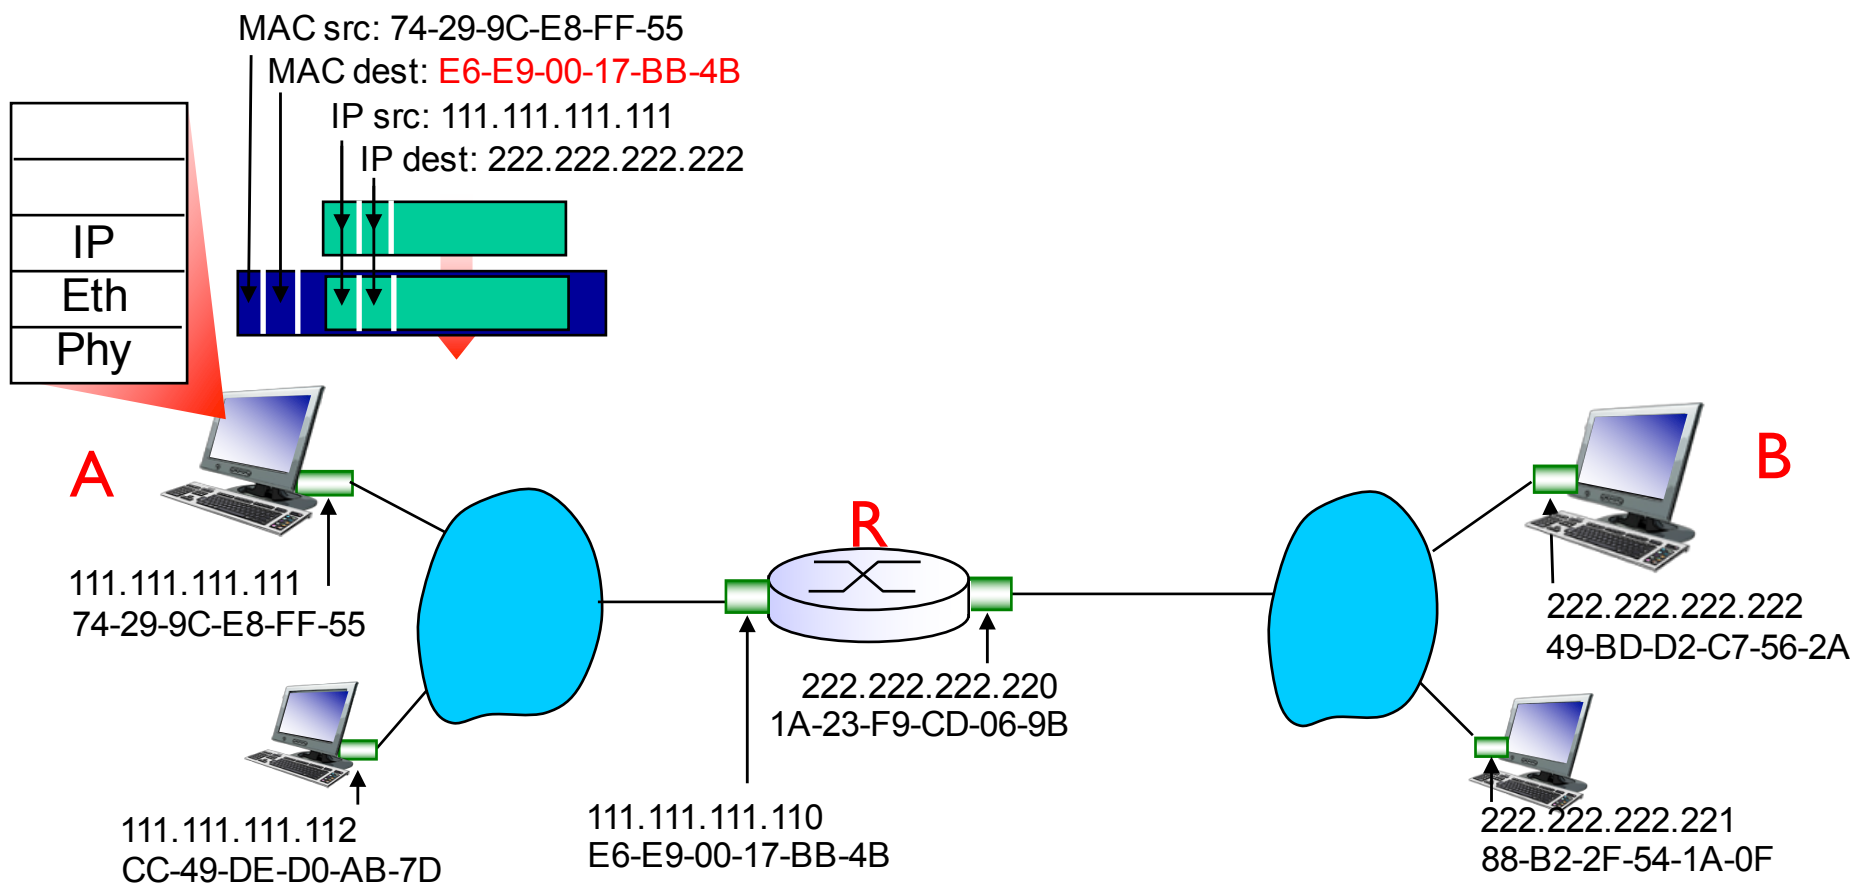 MAC src: 74-29-9C-E8-FF-55
MAC dest: E6-E9-00-17-BB-4B
IP src: 111.111.111.111
IP dest: 222.222.222.222
IP
Eth
Phy
A
B
R
111.111.111.111
74-29-9C-E8-FF-55
222.222.222.222
49-BD-D2-C7-56-2A
222.222.222.220
1A-23-F9-CD-06-9B
111.111.111.112
CC-49-DE-D0-AB-7D
111.111.111.110
E6-E9-00-17-BB-4B
222.222.222.221
88-B2-2F-54-1A-0F